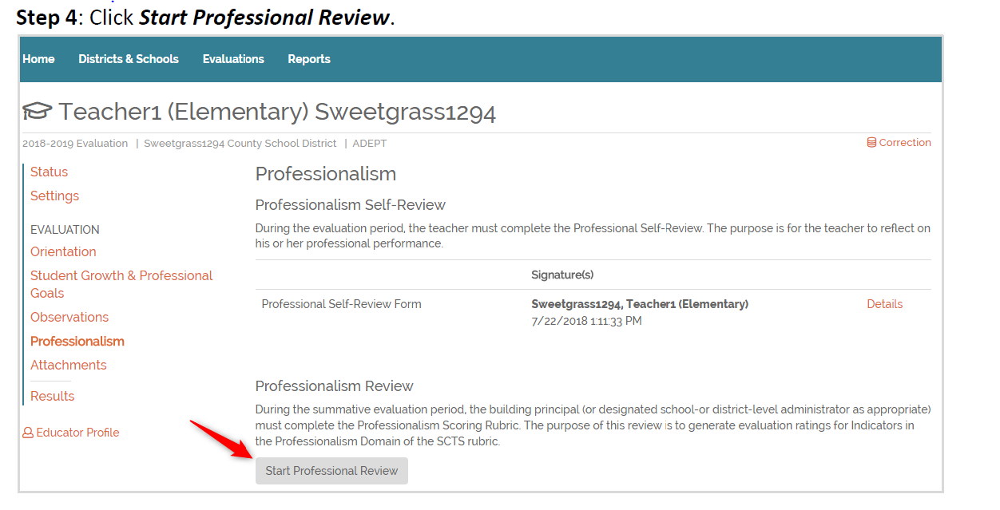 Step 4: Click Start Professional Review.
Home Districts & Schools Evaluations Reports
Teacher1 (Elementary) Sweetgrass1294
2018-2019 Evaluation | Sweetgrass1294 County School District | ADEPT
Correction
Status
Settings
EVALUATION
Orientation
Student Growth & Professional
Goals
Observations
Professionalism
Attachments
Results
Educator Profile
Professionalism
Professionalism Self-Review
During the evaluation period, the teacher must complete the Professional Self-Review. The purpose is for the teacher to reflect on
his or her professional performance.
Signature(s)
Professional Self-Review Form
Sweetgrass1294, Teacher1 (Elementary)
7/22/2018 1:11:33 PM
Details
Professionalism Review
During the summative evaluation period, the building principal (or designated school-or district-level administrator as appropriate)
must complete the Professionalism Scoring Rubric. The purpose of this review is to generate evaluation ratings for Indicators in
the Professionalism Domain of the SCTS rubric.
Start Professional Review